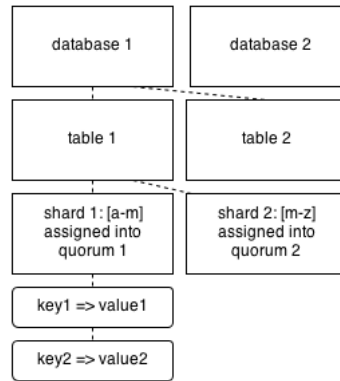 database 1
database 2
table 1
table 2
shard 1: [a-m]
assigned into
quorum 1
shard 2: [m-z]
assigned into
quorum 2
key1 => value1
key2 => value2